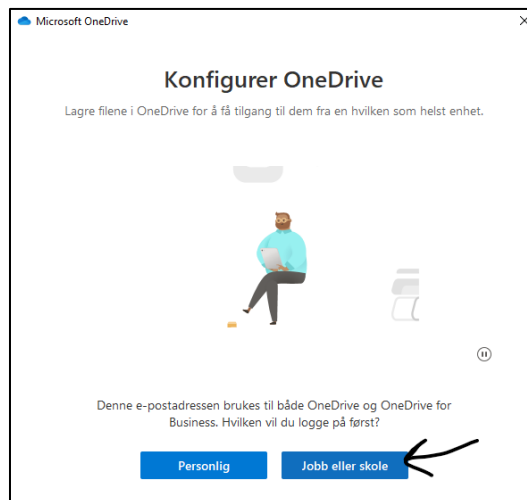 Microsoft OneDrive
Konfigurer OneDrive
Lagre filene i OneDrive for å få tilgang til dem fra en hvilken som helst enhet.
Denne e-postadressen brukes til både OneDrive og OneDrive for
Business. Hvilken vil du logge på først?
Personlig
Jobb eller skole